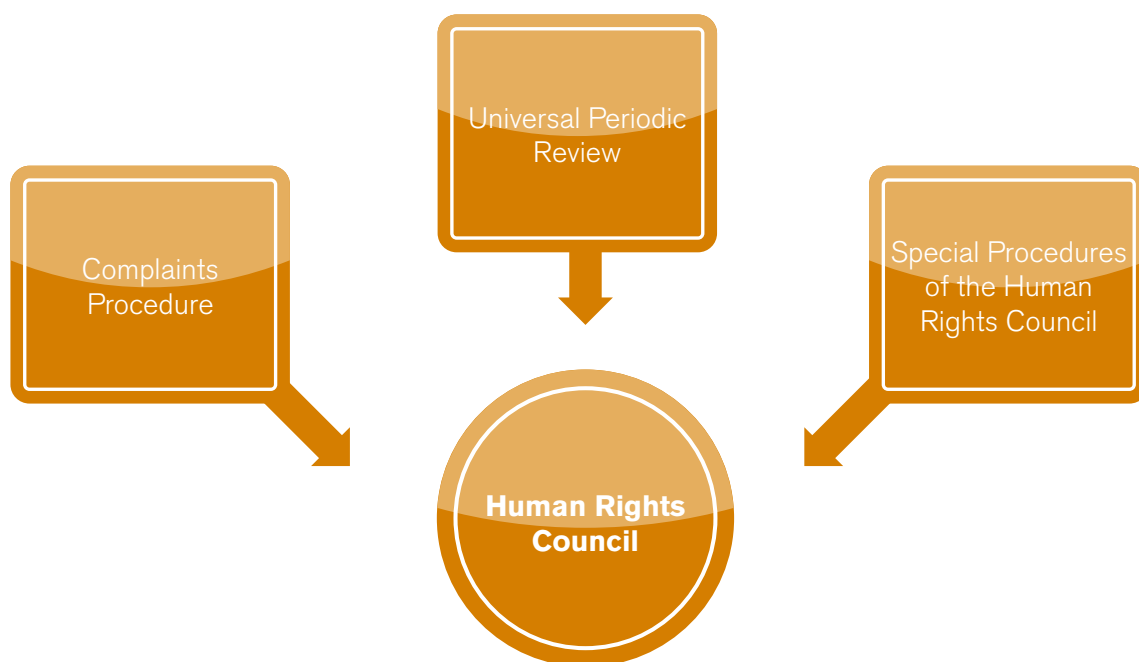 Universal Periodic
Review
Complaints
Procedure
Special Procedures
of the Human
Rights Council
Human Rights
Council